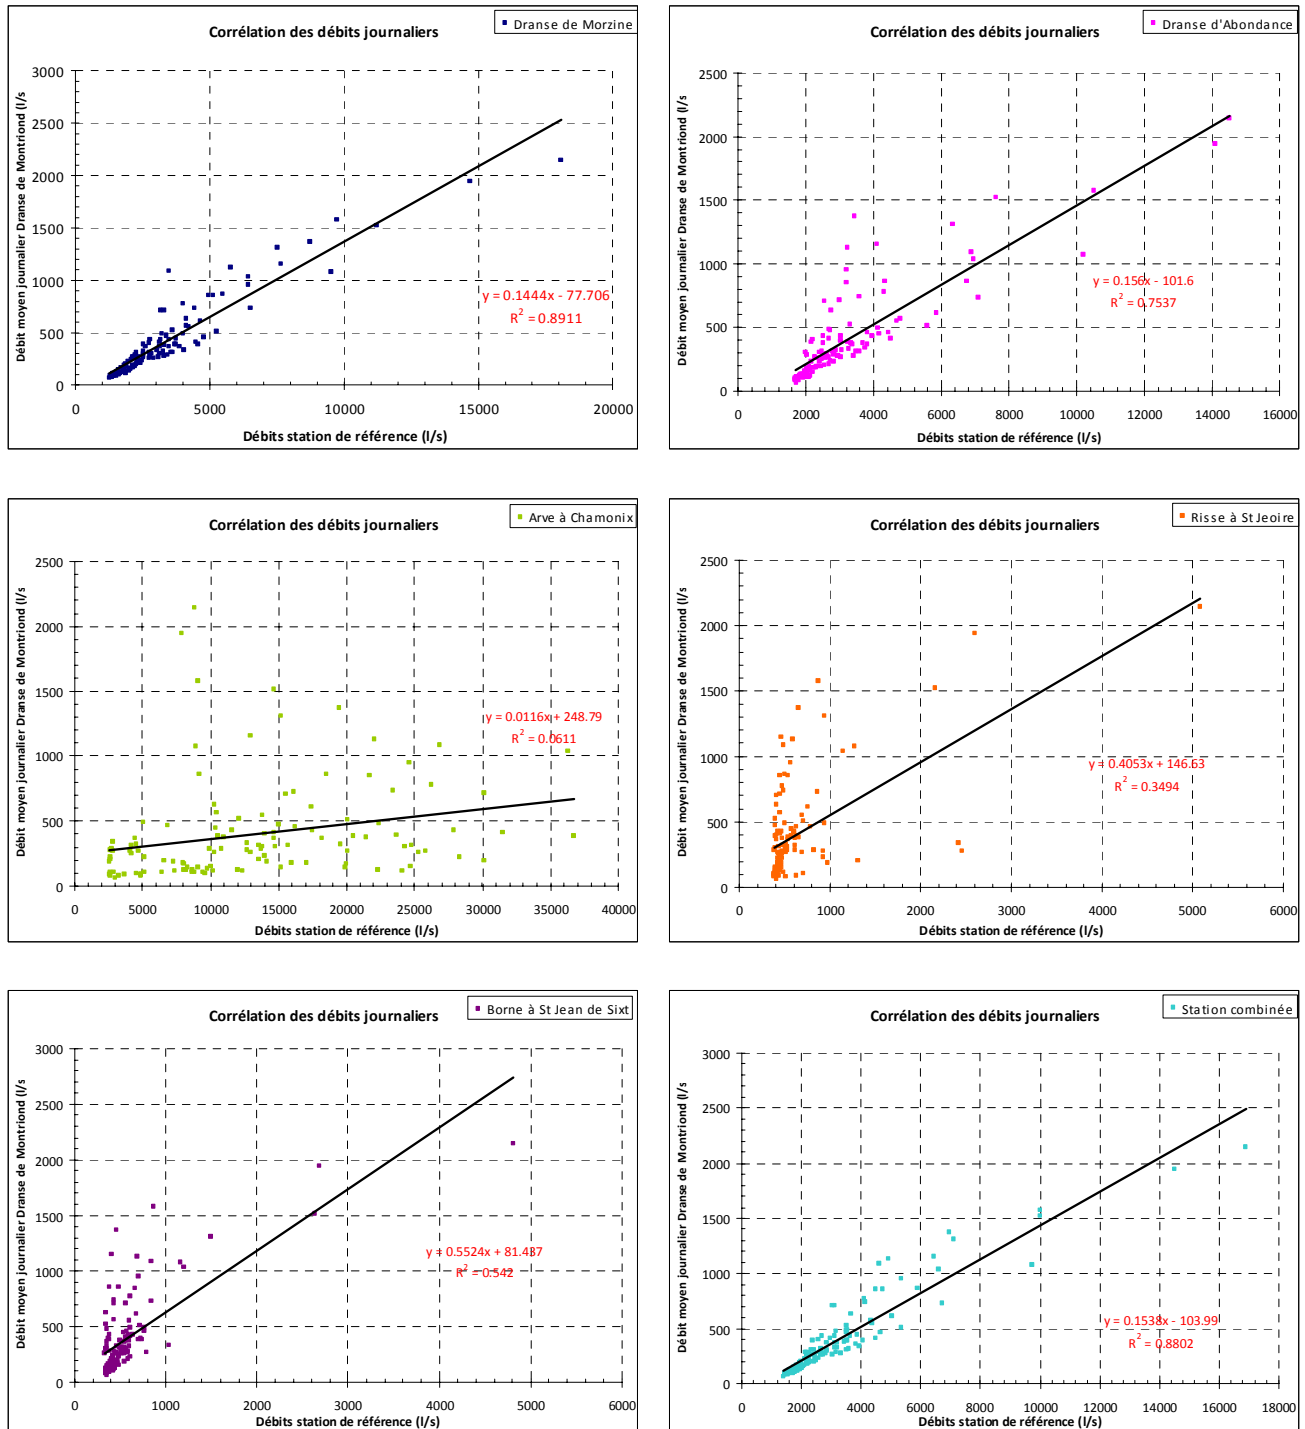 Dranse de Morzine
Corrélation des débits journaliers
Débit moyen journalier Dranse de Montriond (l/s
3000
2500
2000
1500
1000
500
0
y = 0.1444x - 77.706
R² = 0.8911
0 5000 10000 15000 20000
Débits station de référence (l/s)
Dranse d'Abondance
Corrélation des débits journaliers
Débit moyen journalier Dranse de Montriond (l/s
2500
2000
1500
1000
500
0
y = 0.156x - 101.6
R² = 0.7537
0 2000 4000 6000 8000 10000 12000 14000 16000
Débits station de référence (l/s)
Arve à Chamonix
Corrélation des débits journaliers
Débit moyen journalier Dranse de Montriond (l/s
2500
2000
1500
1000
500
0
y = 0.0116x + 248.79
R² = 0.0611
0 5000 10000 15000 20000 25000 30000 35000 40000
Débits station de référence (l/s)
Risse à St Jeoire
Corrélation des débits journaliers
Débit moyen journalier Dranse de Montriond (l/s
2500
2000
1500
1000
500
0
y = 0.4053x + 146.63
R² = 0.3494
0 1000 2000 3000 4000 5000 6000
Débits station de référence (l/s)
Borne à St Jean de Sixt
Corrélation des débits journaliers
Débit moyen journalier Dranse de Montriond (l/s
3000
2500
2000
1500
1000
500
0
y = 0.5524x + 81.437
R² = 0.542
0 1000 2000 3000 4000 5000 6000
Débits station de référence (l/s)
Station combinée
Corrélation des débits journaliers
Débit moyen journalier Dranse de Montriond (l/s
3000
2500
2000
1500
1000
500
0
y = 0.1538x - 103.99
R² = 0.8802
0 2000 4000 6000 8000 10000 12000 14000 16000 18000
Débits station de référence (l/s)